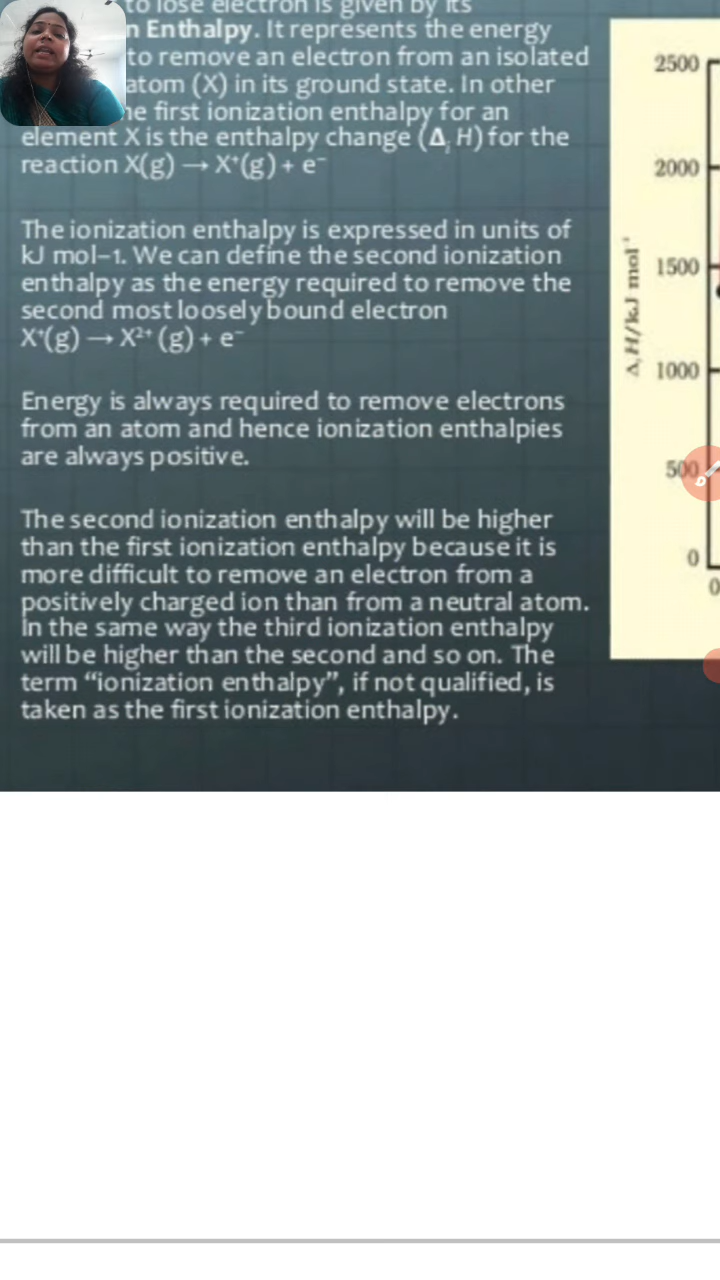 to lose electron is given by its
n Enthalpy. It represents the energy
to remove an electron from an isolated
atom (X) in its ground state. In other
he first ionization enthalpy for an
element X is the enthalpy change (Δᵢ H) for the
reaction X(g) → X⁺(g) + e⁻
The ionization enthalpy is expressed in units of
kJ mol–1. We can define the second ionization
enthalpy as the energy required to remove the
second most loosely bound electron
X⁺(g) → X²⁺ (g) + e⁻
Energy is always required to remove electrons
from an atom and hence ionization enthalpies
are always positive.
The second ionization enthalpy will be higher
than the first ionization enthalpy because it is
more difficult to remove an electron from a
positively charged ion than from a neutral atom.
In the same way the third ionization enthalpy
will be higher than the second and so on. The
term “ionization enthalpy”, if not qualified, is
taken as the first ionization enthalpy.
2500
2000
1500
1000
500
0
0
Δᵢ H/kJ mol⁻¹
D